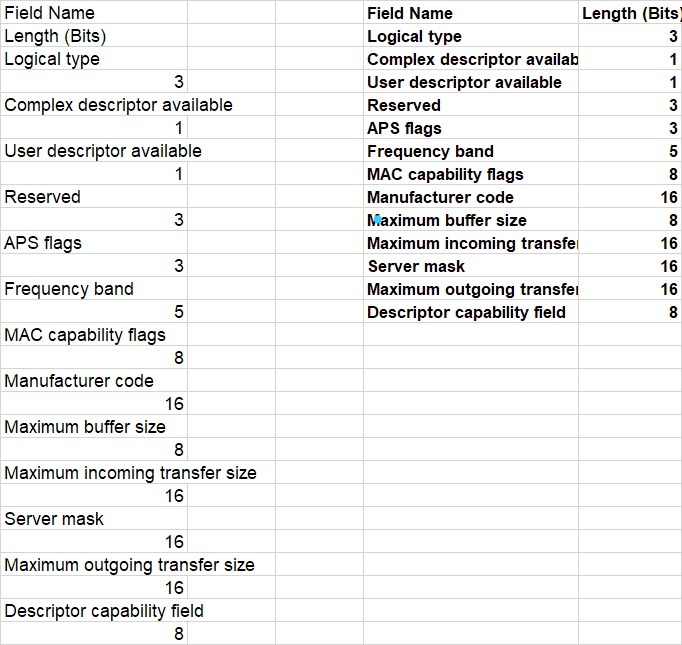 Field Name
Length (Bits)
Logical type
3
Complex descriptor available
1
User descriptor available
1
Reserved
3
APS flags
3
Frequency band
5
MAC capability flags
8
Manufacturer code
16
Maximum buffer size
8
Maximum incoming transfer size
16
Server mask
16
Maximum outgoing transfer size
16
Descriptor capability field
8
Field Name Length (Bits)
Logical type 3
Complex descriptor availab 1
User descriptor available 1
Reserved 3
APS flags 3
Frequency band 5
MAC capability flags 8
Manufacturer code 16
Maximum buffer size 8
Maximum incoming transfer 16
Server mask 16
Maximum outgoing transfer 16
Descriptor capability field 8